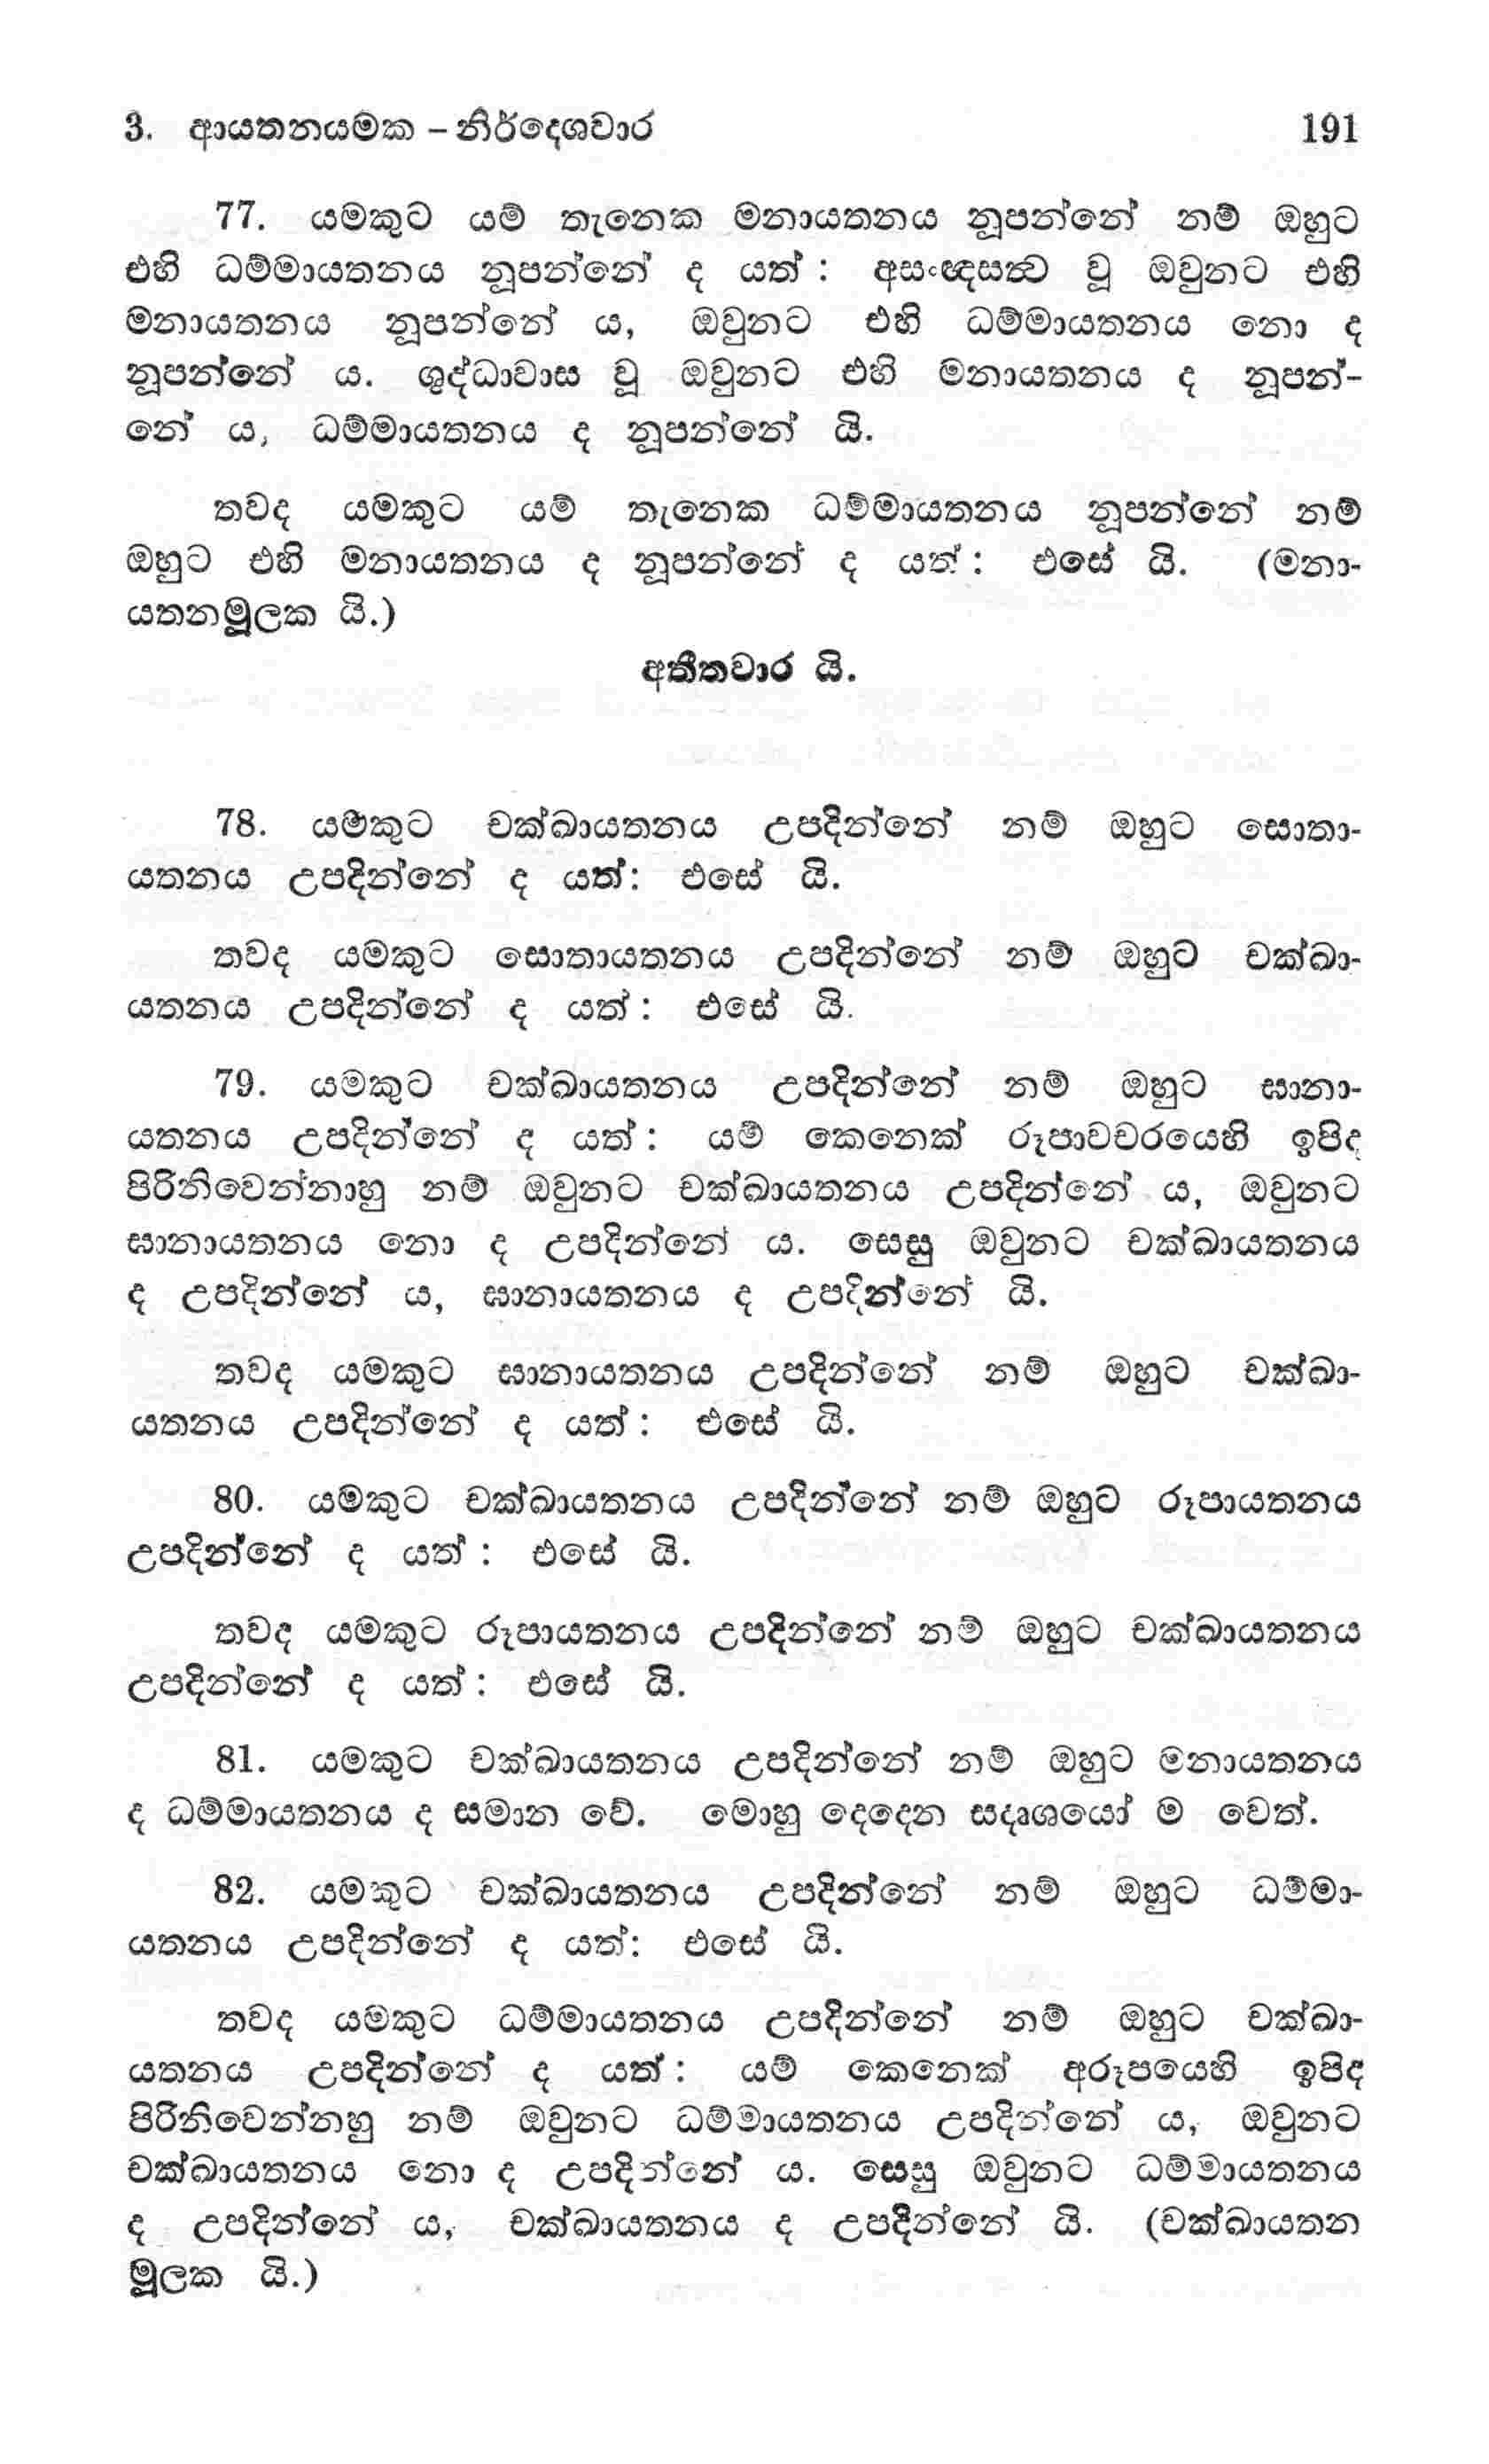 3. ආයතනයමක – නිර්දෙශවාර 191
77. යමකුට යම් තැනෙක මනායතනය නූපන්නේ නම් ඔහුට
එහි ධම්මායතනය නූපන්නේ ද යත් : අසංඥසත්‍ව වූ ඔවුනට එහි
මනායතනය නූපන්නේ ය, ඔවුනට එහි ධම්මායතනය නො ද
නූපන්නේ ය. ශුද්ධාවාස වූ ඔවුනට එහි මනායතනය ද නූපන්-
නේ ය, ධම්මායතනය ද නූපන්නේ යි.
තවද යමකුට යම් තැනෙක ධම්මායතනය නූපන්නේ නම්
ඔහුට එහි මනායතනය ද නූපන්නේ ද යත් : එසේ යි. (මනා-
යතනමූලක යි.)
අතීතවාර යි.
78. යමකුට චක්ඛායතනය උපදින්නේ නම් ඔහුට සොතා-
යතනය උපදින්නේ ද යත්: එසේ යි.
තවද යමකුට සොතායතනය උපදින්නේ නම් ඔහුට චක්ඛා-
යතනය උපදින්නේ ද යත් : එසේ යි.
79. යමකුට චක්ඛායතනය උපදින්නේ නම් ඔහුට ඝානා-
යතනය උපදින්නේ ද යත් : යම් කෙනෙක් රූපාවචරයෙහි ඉපිද
පිරිනිවෙන්නාහු නම් ඔවුනට චක්ඛායතනය උපදින්නේ ය, ඔවුනට
ඝානායතනය නො ද උපදින්නේ ය. සෙසු ඔවුනට චක්ඛායතනය
ද උපදින්නේ ය, ඝානායතනය ද උපදින්නේ යි.
තවද යමකුට ඝානායතනය උපදින්නේ නම් ඔහුට චක්ඛා-
යතනය උපදින්නේ ද යත් : එසේ යි.
80. යමකුට චක්ඛායතනය උපදින්නේ නම් ඔහුට රූපායතනය
උපදින්නේ ද යත් : එසේ යි.
තවද යමකුට රූපායතනය උපදින්නේ නම් ඔහුට චක්ඛායතනය
උපදින්නේ ද යත් : එසේ යි.
81. යමකුට චක්ඛායතනය උපදින්නේ නම් ඔහුට මනායතනය
ද ධම්මායතනය ද සමාන වේ. මොහු දෙදෙන සදෘශයෝ ම වෙත්.
82. යමකුට චක්ඛායතනය උපදින්නේ නම් ඔහුට ධම්මා-
යතනය උපදින්නේ ද යත්: එසේ යි.
තවද යමකුට ධම්මායතනය උපදින්නේ නම් ඔහුට චක්ඛා-
යතනය උපදින්නේ ද යත් : යම් කෙනෙක් අරූපයෙහි ඉපිද
පිරිනිවෙන්නහු නම් ඔවුනට ධම්මායතනය උපදින්නේ ය, ඔවුනට
චක්ඛායතනය නො ද උපදින්නේ ය. සෙසු ඔවුනට ධම්මායතනය
ද උපදින්නේ ය, චක්ඛායතනය ද උපදින්නේ යි. (චක්ඛායතන
මූලක යි.)